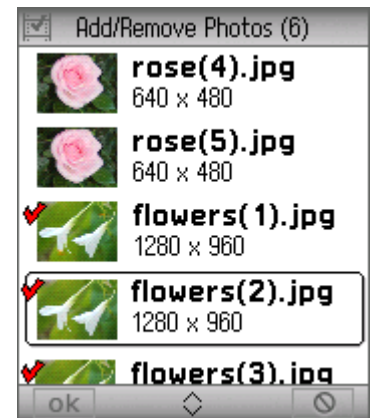 Add/Remove Photos (6)
rose(4).jpg
640 x 480
rose(5).jpg
640 x 480
flowers(1).jpg
1280 x 960
flowers(2).jpg
1280 x 960
flowers(3).jpg
ok